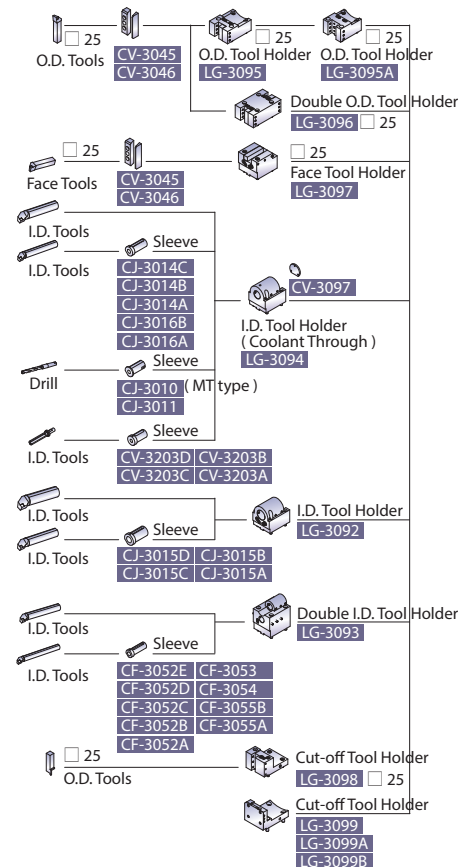 □ 25
O.D. Tools
CV-3045
CV-3046
□ 25
O.D. Tool Holder
LG-3095
□ 25
O.D. Tool Holder
LG-3095A
Double O.D. Tool Holder
LG-3096 □ 25
□ 25
Face Tools
CV-3045
CV-3046
□ 25
Face Tool Holder
LG-3097
I.D. Tools
I.D. Tools
Sleeve
CJ-3014C
CJ-3014B
CJ-3014A
CJ-3016B
CJ-3016A
CV-3097
I.D. Tool Holder
( Coolant Through )
LG-3094
Drill
Sleeve
CJ-3010 ( MT type )
CJ-3011
I.D. Tools
Sleeve
CV-3203D CV-3203B
CV-3203C CV-3203A
I.D. Tools
I.D. Tools
Sleeve
CJ-3015D CJ-3015B
CJ-3015C CJ-3015A
I.D. Tool Holder
LG-3092
I.D. Tools
I.D. Tools
Sleeve
CF-3052E CF-3053
CF-3052D CF-3054
CF-3052C CF-3055B
CF-3052B CF-3055A
CF-3052A
Double I.D. Tool Holder
LG-3093
□ 25
O.D. Tools
Cut-off Tool Holder
LG-3098 □ 25
Cut-off Tool Holder
LG-3099
LG-3099A
LG-3099B